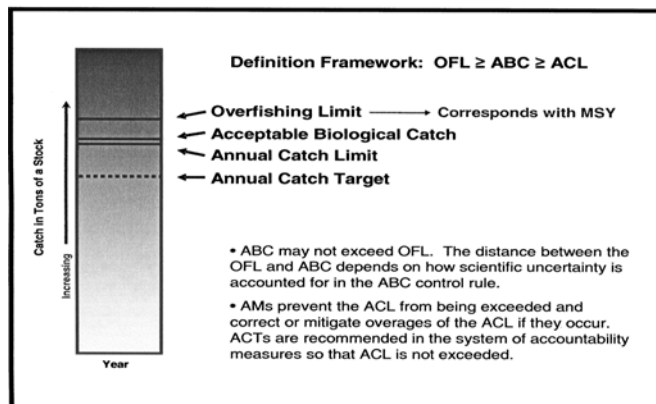 Definition Framework: OFL ≥ ABC ≥ ACL
Overfishing Limit
Corresponds with MSY
Acceptable Biological Catch
Annual Catch Limit
Annual Catch Target
Catch in Tons of a Stock
Increasing
Year
• ABC may not exceed OFL. The distance between the
OFL and ABC depends on how scientific uncertainty is
accounted for in the ABC control rule.
• AMs prevent the ACL from being exceeded and
correct or mitigate overages of the ACL if they occur.
ACTs are recommended in the system of accountability
measures so that ACL is not exceeded.